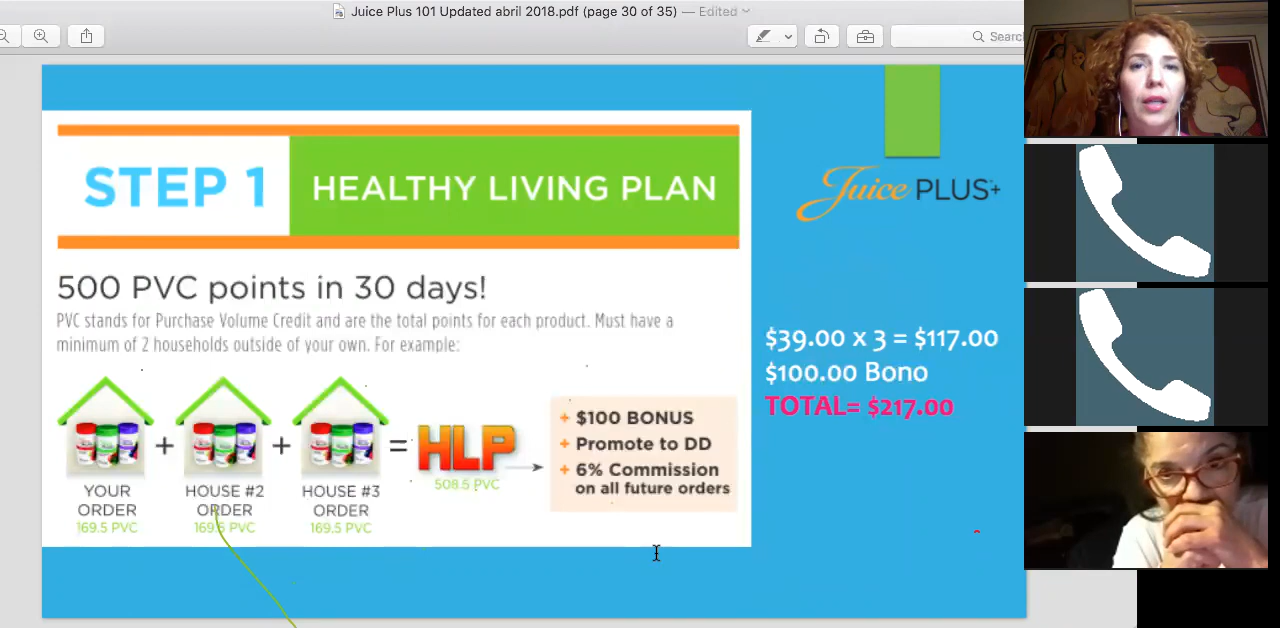 Juice Plus 101 Updated abril 2018.pdf (page 30 of 35) — Edited
Search
STEP 1
HEALTHY LIVING PLAN
Juice PLUS+
500 PVC points in 30 days!
PVC stands for Purchase Volume Credit and are the total points for each product. Must have a
minimum of 2 households outside of your own. For example:
$39.00 x 3 = $117.00
$100.00 Bono
TOTAL= $217.00
+ + = HLP
508.5 PVC
YOUR
ORDER
169.5 PVC
HOUSE #2
ORDER
169.5 PVC
HOUSE #3
ORDER
169.5 PVC
+ $100 BONUS
+ Promote to DD
+ 6% Commission
on all future orders